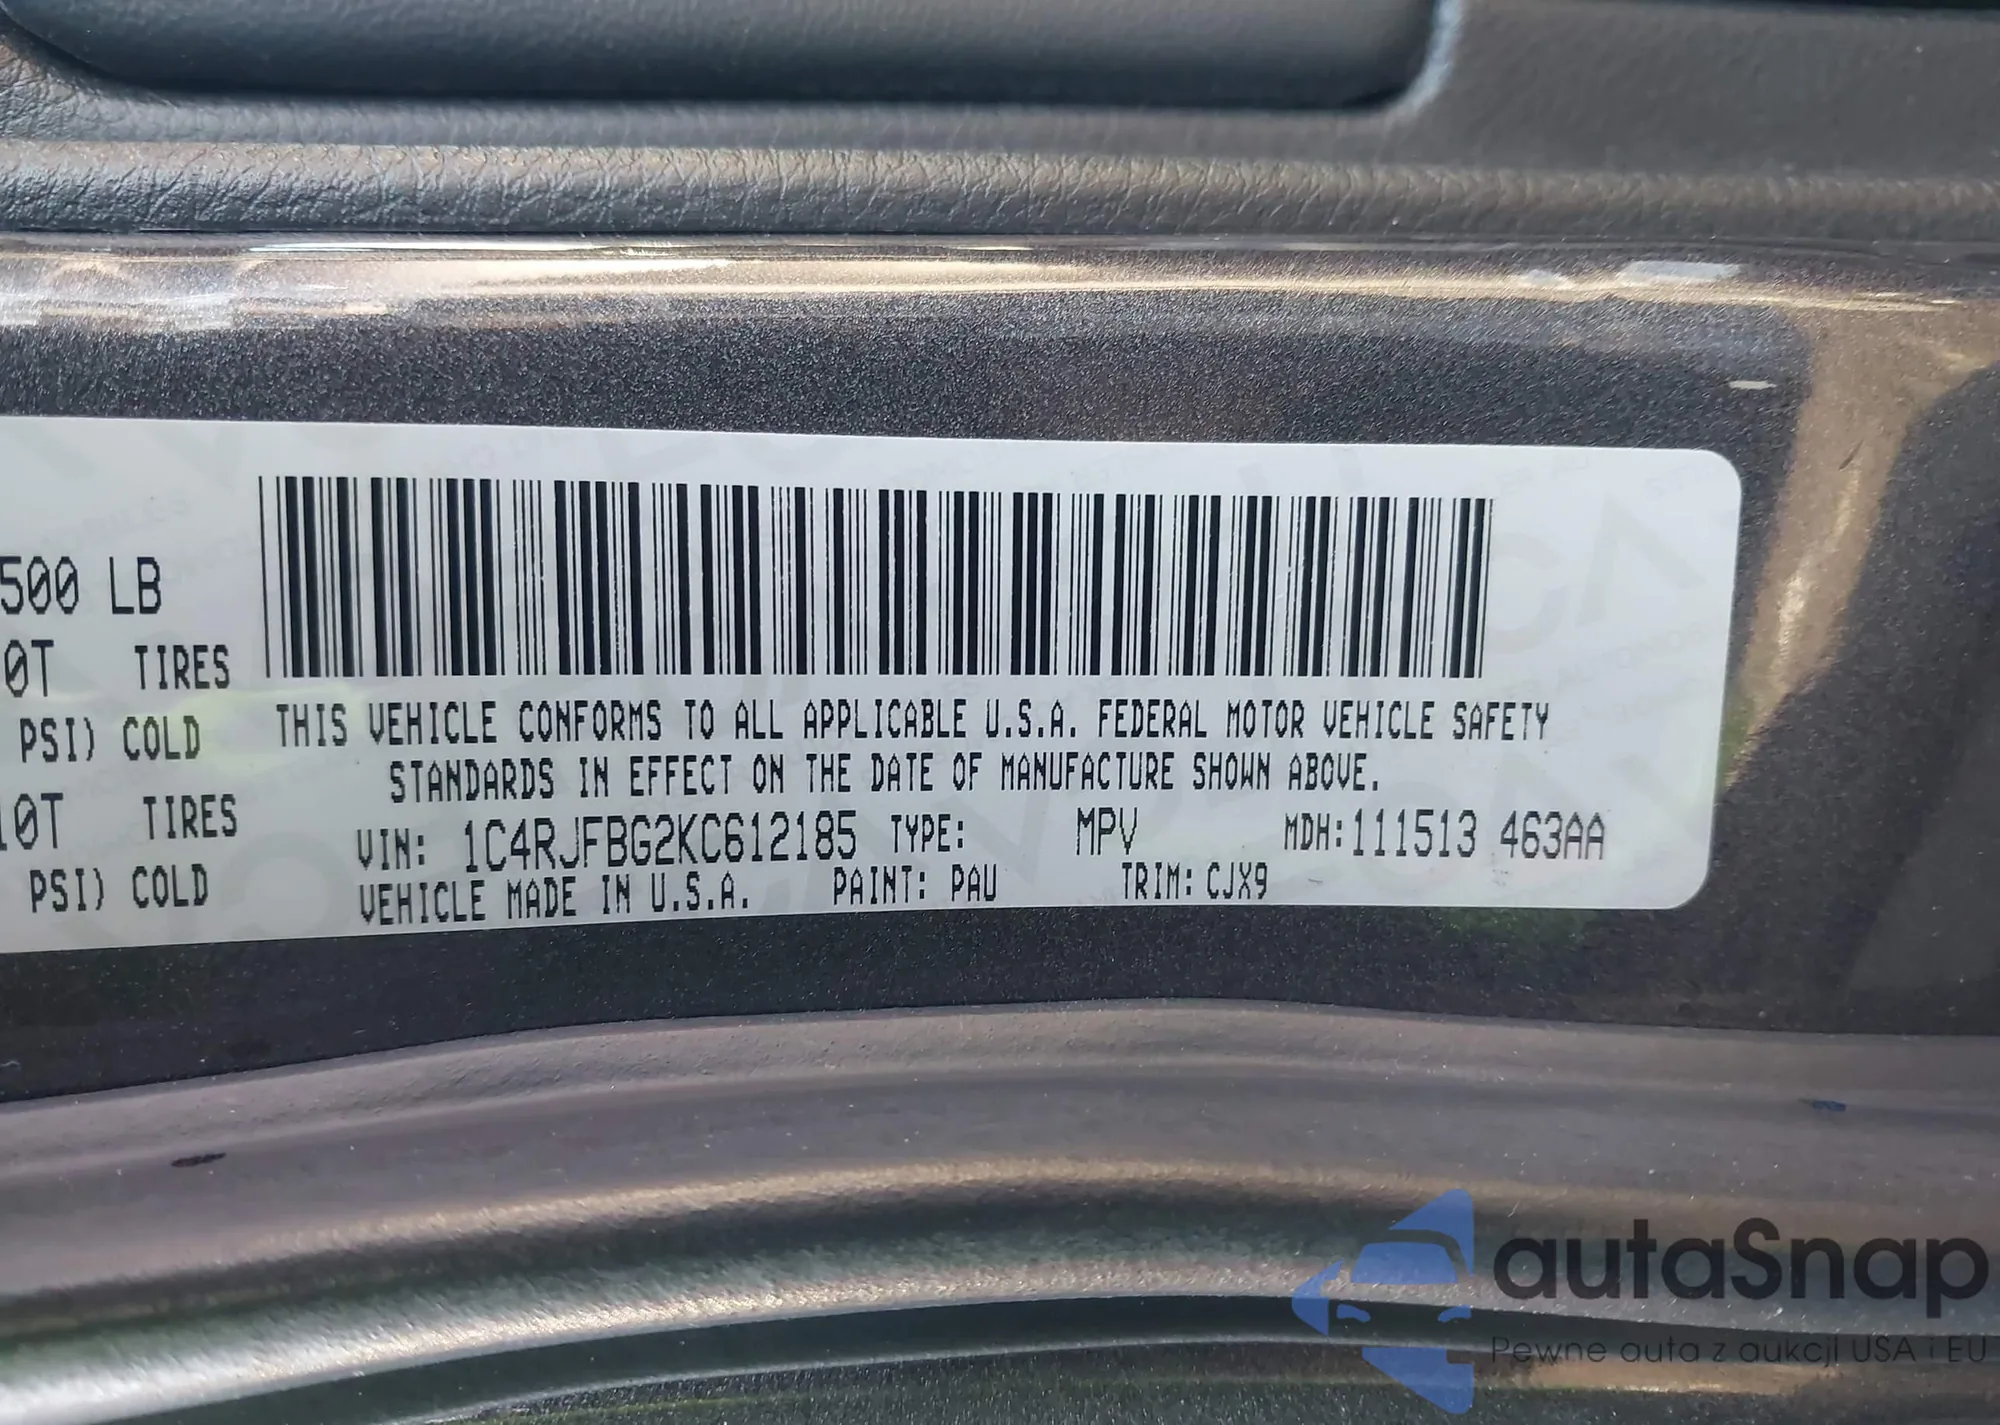 500 LB
0T TIRES
PSI) COLD
10T TIRES
PSI) COLD
THIS VEHICLE CONFORMS TO ALL APPLICABLE U.S.A. FEDERAL MOTOR VEHICLE SAFETY
STANDARDS IN EFFECT ON THE DATE OF MANUFACTURE SHOWN ABOVE.
VIN: 1C4RJFBG2KC612185 TYPE: MPV MDH:111513 463AA
VEHICLE MADE IN U.S.A. PAINT: PAU TRIM: CJX9
autaSnap
Pewne auta z aukcji USA i EU